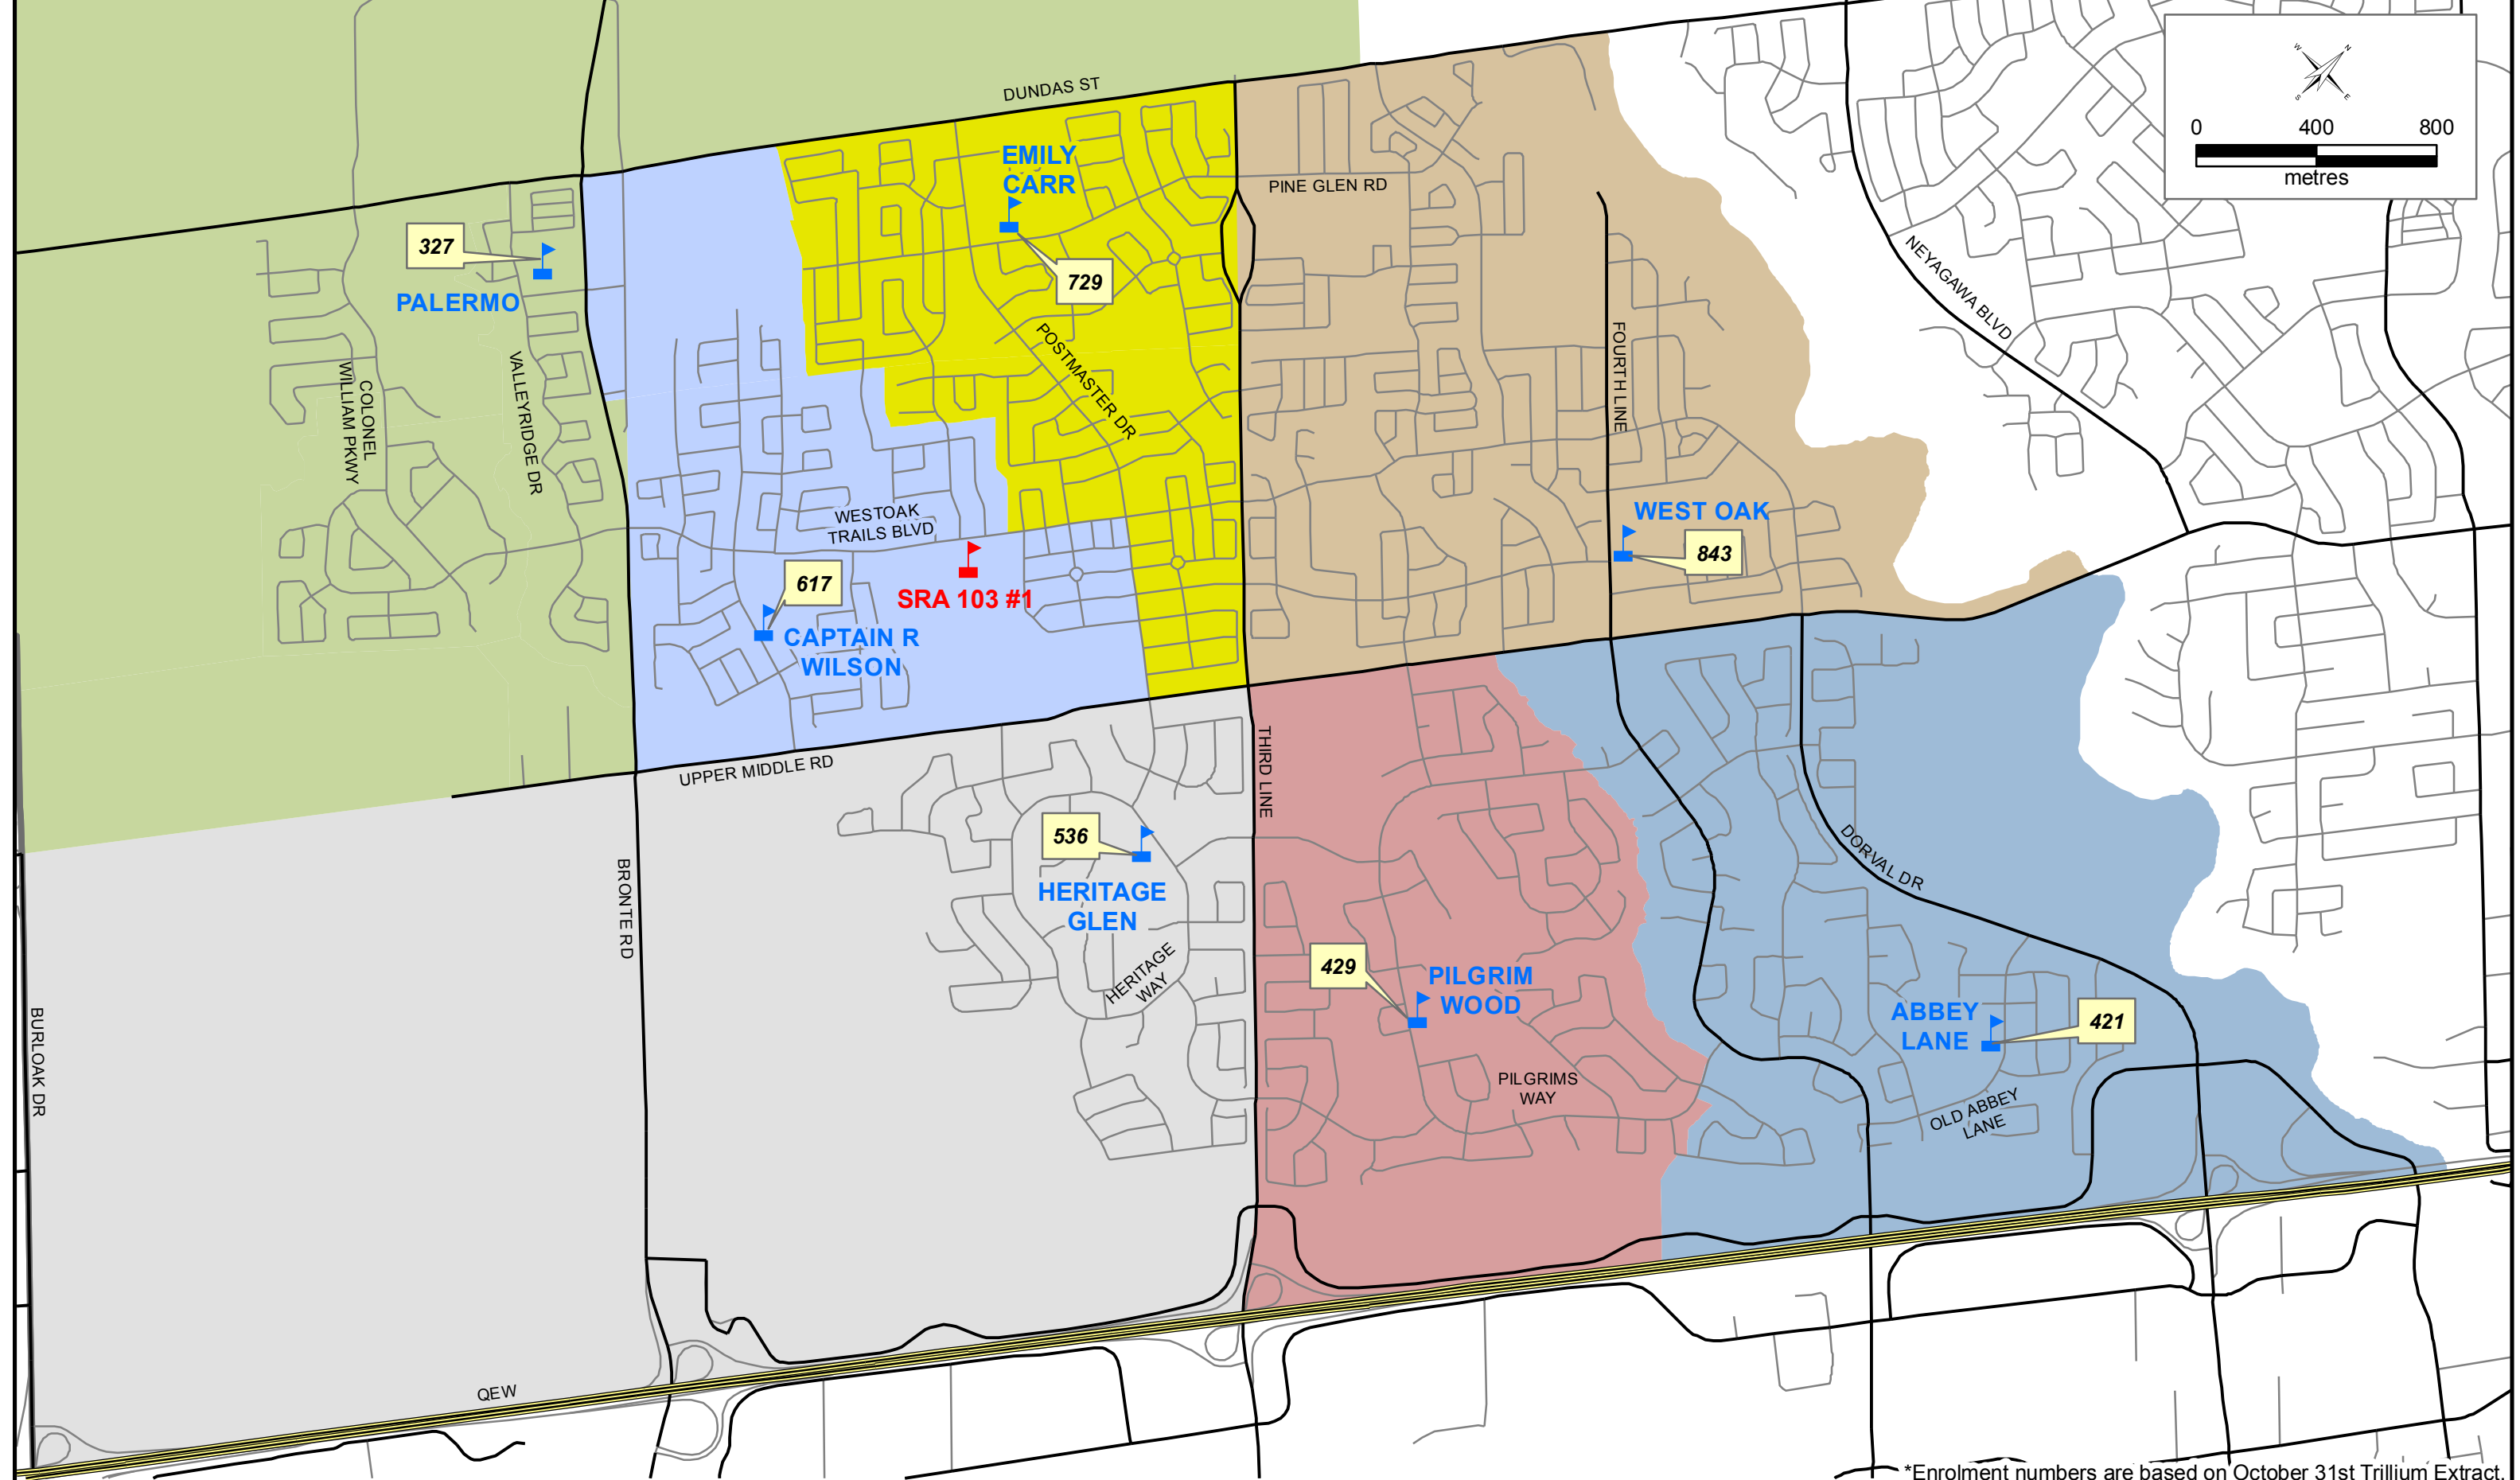 DUNDAS ST
W
N
S
E
0 400 800
metres
EMILY
CARR
729
PINE GLEN RD
327
PALERMO
NEYAGAWA BLVD
POSTMASTER DR
FOURTH LINE
VALLEYRIDGE DR
COLONEL
WILLIAM PKWY
WESTOAK
TRAILS BLVD
WEST OAK
843
SRA 103 #1
617
CAPTAIN R
WILSON
UPPER MIDDLE RD
THIRD LINE
536
HERITAGE
GLEN
HERITAGE
WAY
BRONTE RD
DORVAL DR
429
PILGRIM
WOOD
ABBEY
LANE
421
BURLOAK DR
PILGRIMS
WAY
OLD ABBEY
LANE
QEW
*Enrolment numbers are based on October 31st Trillium Extract.